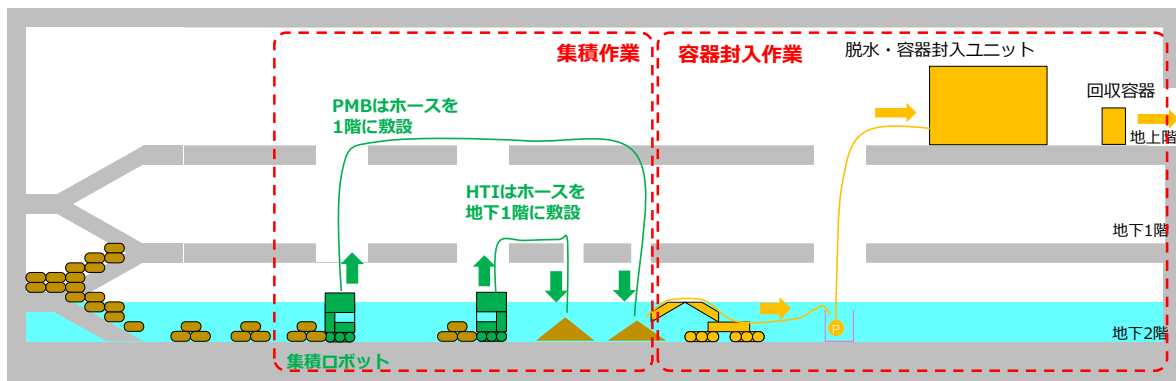 集積作業
容器封入作業
脱水・容器封入ユニット
回収容器
PMBはホースを
1階に敷設
地上階
HTIはホースを
地下1階に敷設
地下1階
P
地下2階
集積ロボット